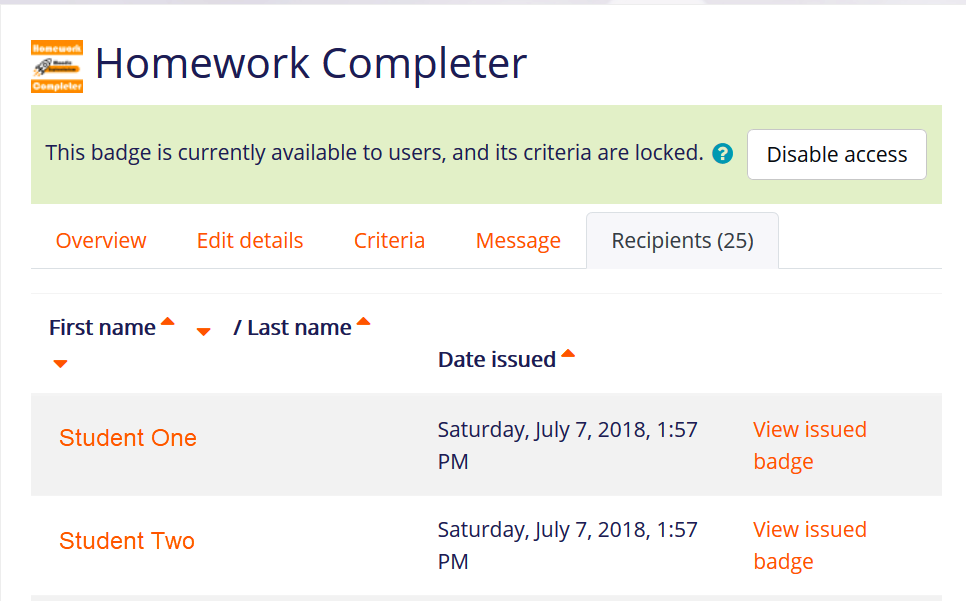 Homework
Completer
Homework Completer
This badge is currently available to users, and its criteria are locked. ?
Disable access
Overview
Edit details
Criteria
Message
Recipients (25)
First name / Last name
Date issued
Student One
Saturday, July 7, 2018, 1:57
PM
View issued
badge
Student Two
Saturday, July 7, 2018, 1:57
PM
View issued
badge